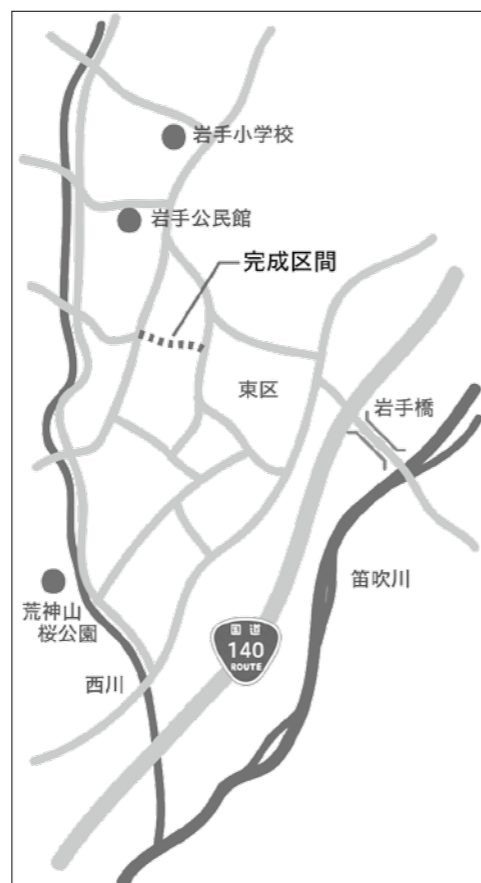 岩手小学校
岩手公民館
完成区間
東区
岩手橋
笛吹川
荒神山
桜公園
国道
140
ROUTE
西川